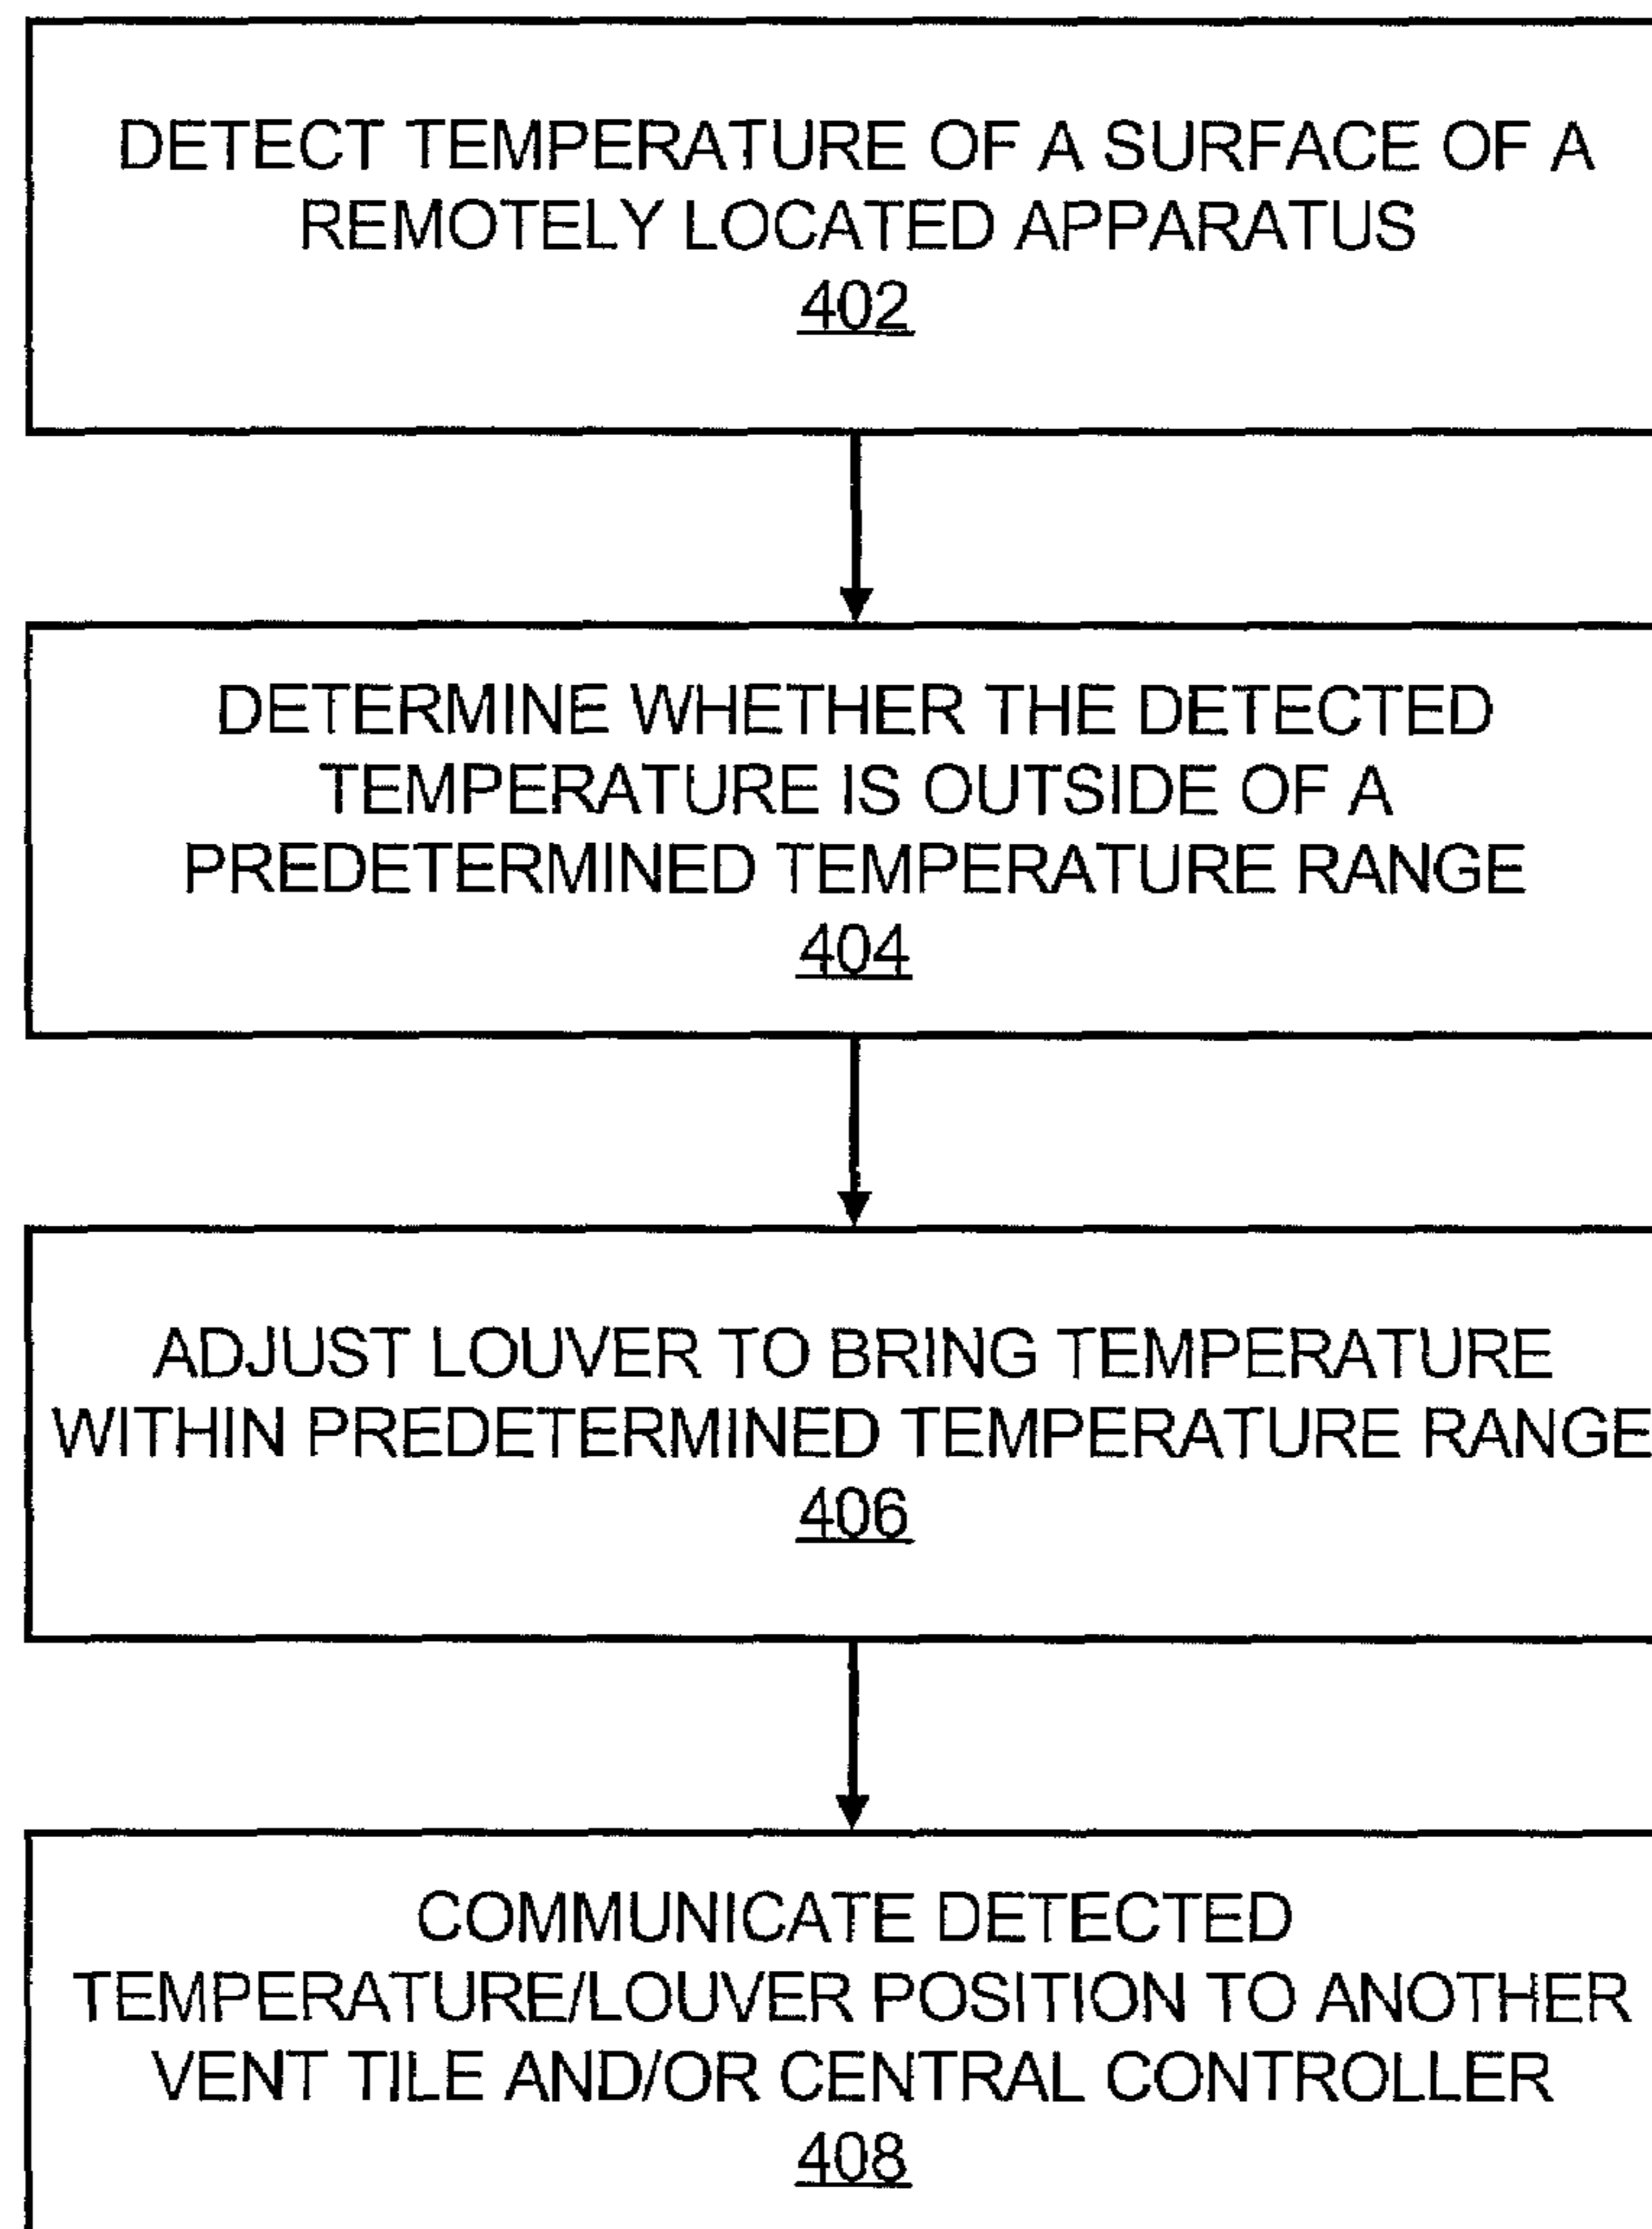 DETECT TEMPERATURE OF A SURFACE OF A
REMOTELY LOCATED APPARATUS
402
DETERMINE WHETHER THE DETECTED
TEMPERATURE IS OUTSIDE OF A
PREDETERMINED TEMPERATURE RANGE
404
ADJUST LOUVER TO BRING TEMPERATURE
WITHIN PREDETERMINED TEMPERATURE RANGE
406
COMMUNICATE DETECTED
TEMPERATURE/LOUVER POSITION TO ANOTHER
VENT TILE AND/OR CENTRAL CONTROLLER
408